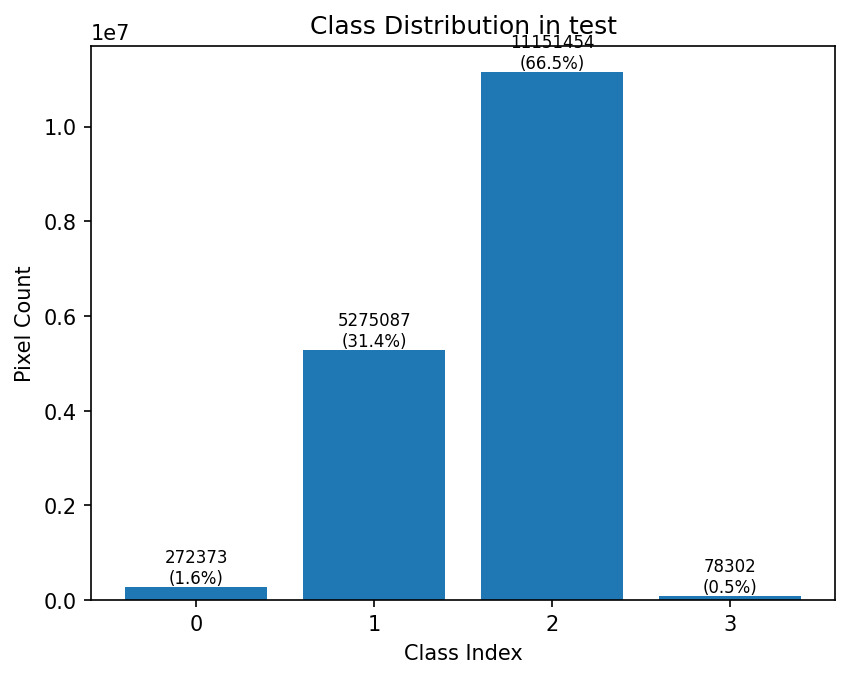 Class Distribution in test
1e7
11151454
(66.5%)
1.0
0.8
0.6
5275087
(31.4%)
Pixel Count
0.4
0.2
272373
(1.6%)
78302
(0.5%)
0.0
0 1 2 3
Class Index